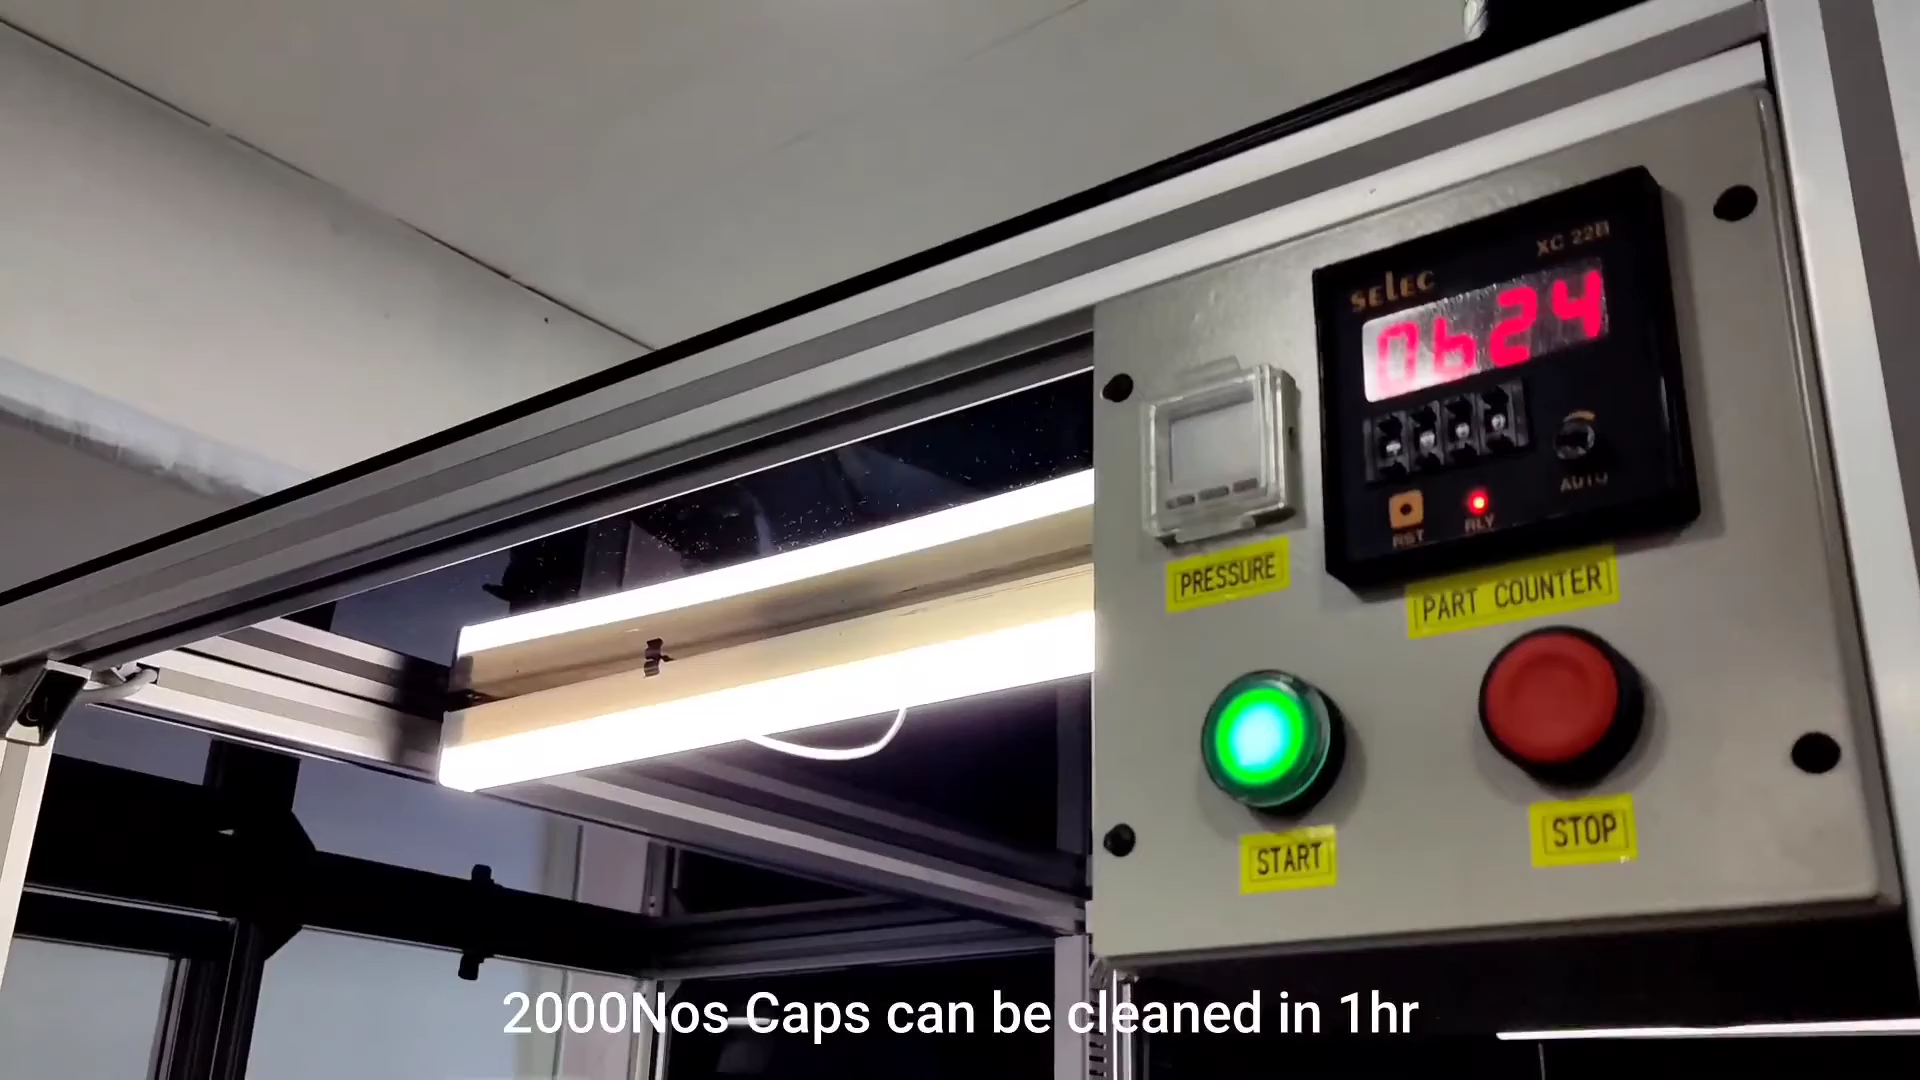 SELEC
XC 22B
0624
RST
RLY
AUTO
PRESSURE
PART COUNTER
START
STOP
2000Nos Caps can be cleaned in 1hr